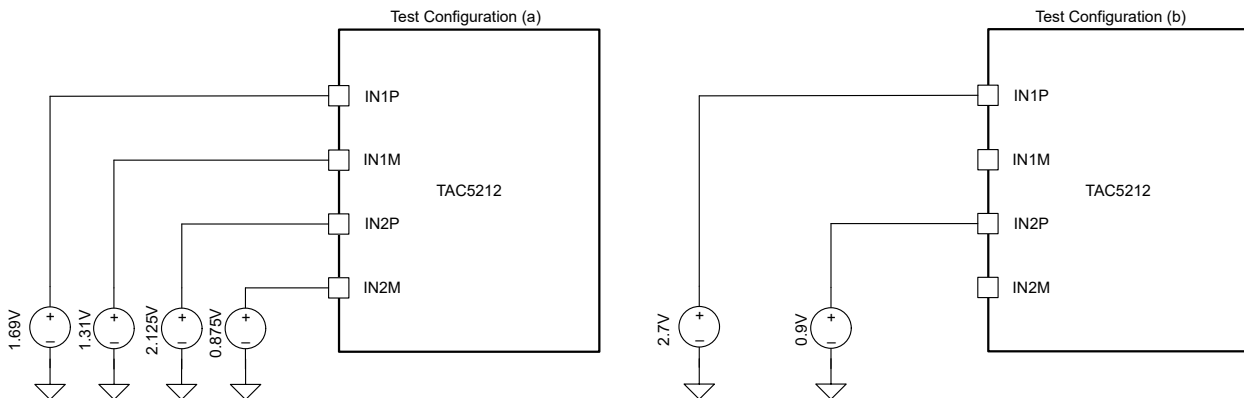 Test Configuration (a)
IN1P
IN1M
TAC5212
IN2P
IN2M
1.69V
+
−
1.31V
+
−
2.125V
+
−
0.875V
+
−
Test Configuration (b)
IN1P
IN1M
TAC5212
IN2P
IN2M
2.7V
+
−
0.9V
+
−